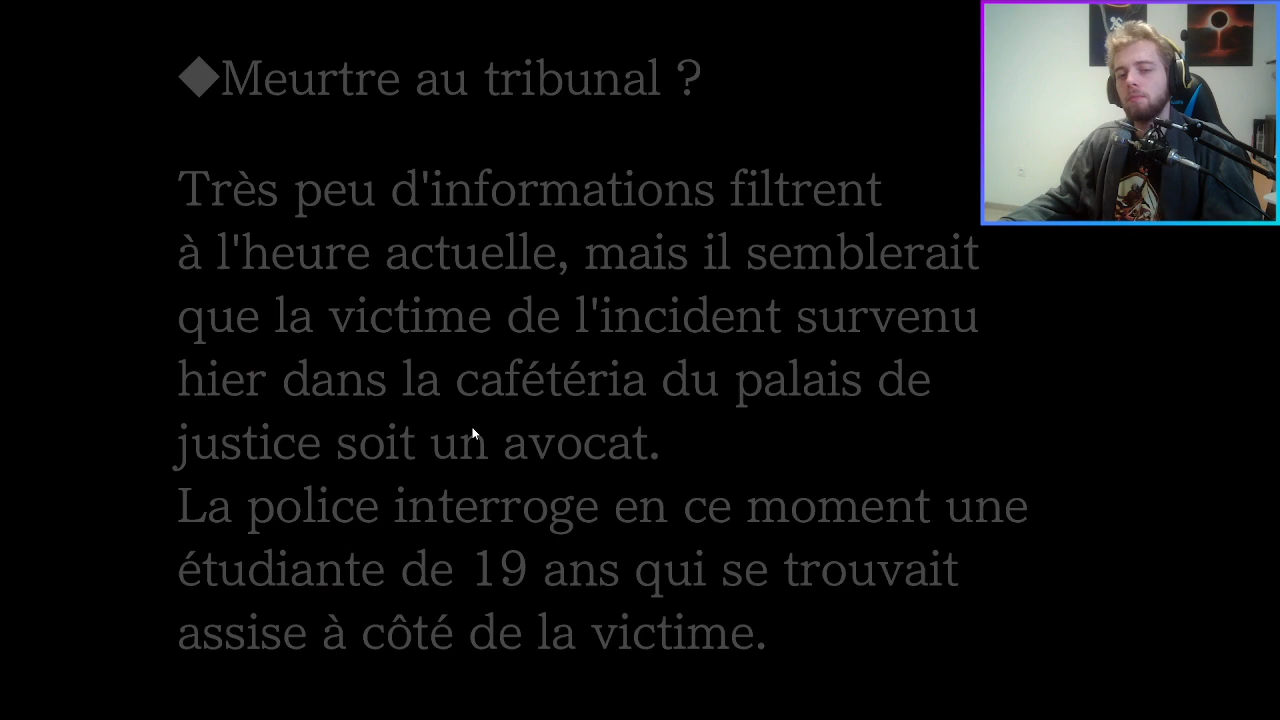 ◆Meurtre au tribunal ?
Très peu d'informations filtrent
à l'heure actuelle, mais il semblerait
que la victime de l'incident survenu
hier dans la cafétéria du palais de
justice soit un avocat.
La police interroge en ce moment une
étudiante de 19 ans qui se trouvait
assise à côté de la victime.